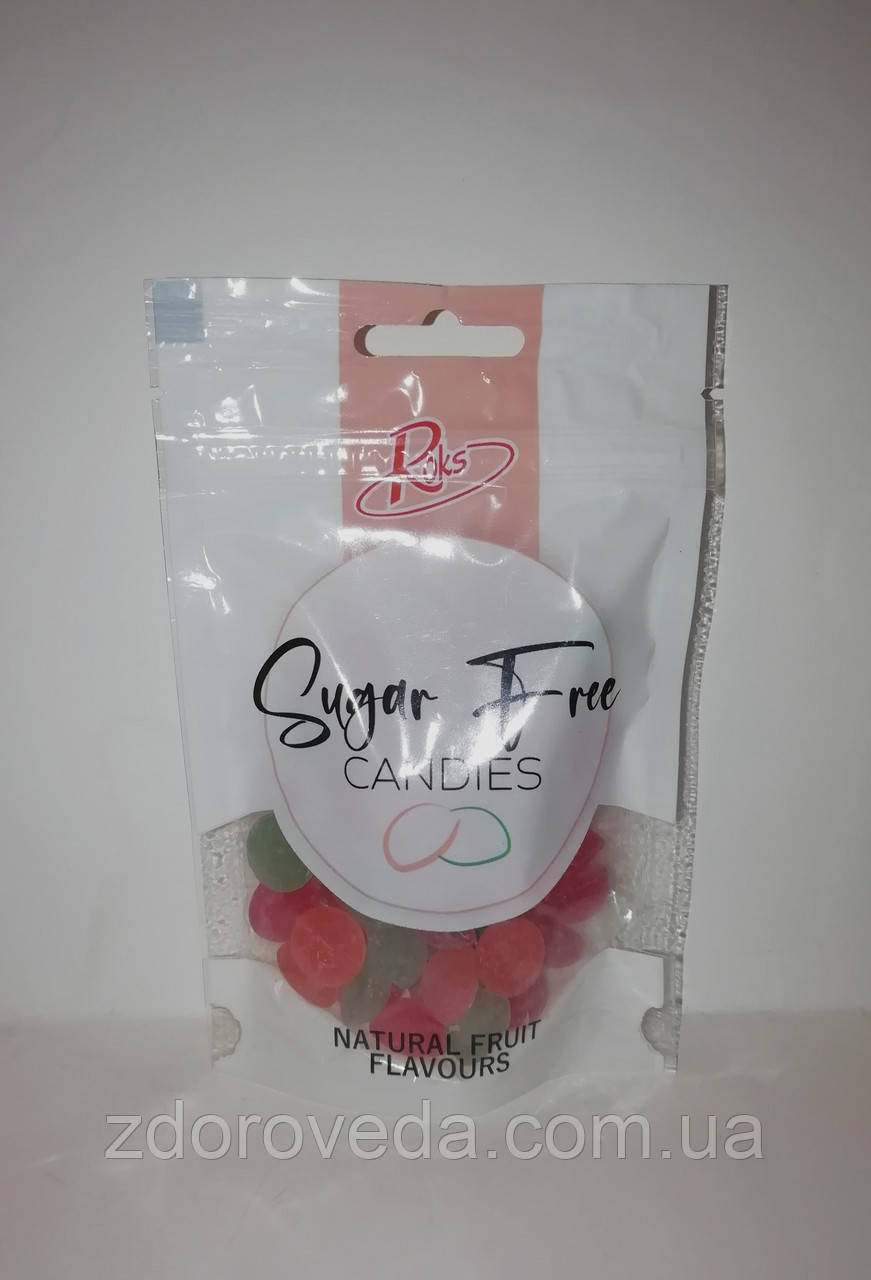 Roks
Sugar Free
CANDIES
NATURAL FRUIT
FLAVOURS
zdoroveda.com.ua